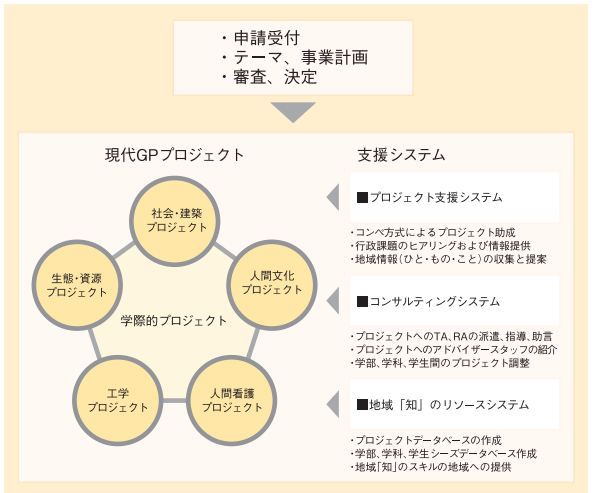 ・申請受付
・テーマ、事業計画
・審査、決定
現代GPプロジェクト
社会・建築
プロジェクト
生態・資源
プロジェクト
人間文化
プロジェクト
学際的プロジェクト
工学
プロジェクト
人間看護
プロジェクト
支援システム
■プロジェクト支援システム
・コンペ方式によるプロジェクト助成
・行政課題のヒアリングおよび情報提供
・地域情報（ひと・もの・こと）の収集と提案
■コンサルティングシステム
・プロジェクトへのTA、RAの派遣、指導、助言
・プロジェクトへのアドバイザースタッフの紹介
・学部、学科、学生間のプロジェクト調整
■地域「知」のリソースシステム
・プロジェクトデータベースの作成
・学部、学科、学生シーズデータベース作成
・地域「知」のスキルの地域への提供